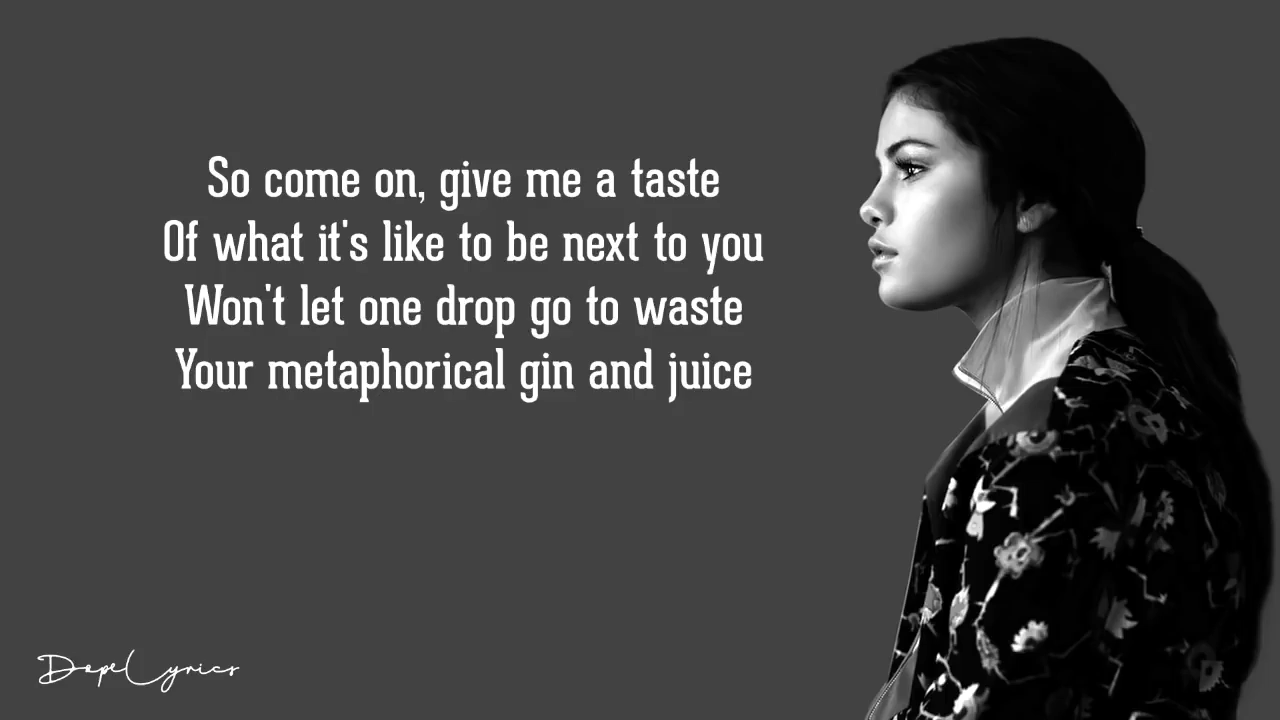 So come on, give me a taste
Of what it's like to be next to you
Won't let one drop go to waste
Your metaphorical gin and juice
DopeLyrics